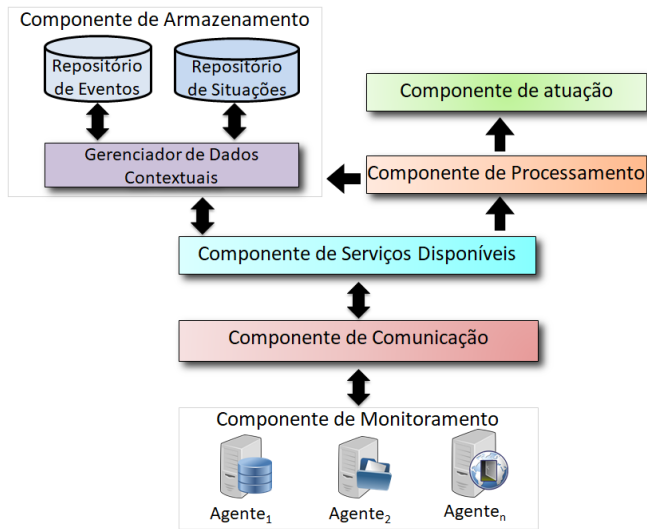 Componente de Armazenamento
Repositório
de Eventos
Repositório
de Situações
Gerenciador de Dados
Contextuais
Componente de atuação
Componente de Processamento
Componente de Serviços Disponíveis
Componente de Comunicação
Componente de Monitoramento
Agente1
Agente2
Agenten